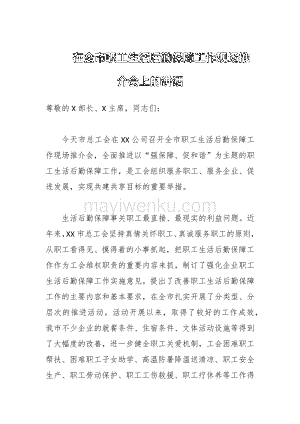 在全市职工生活后勤保障工作现场推
介会上的讲话
尊敬的X部长、X主席，同志们：
今天市总工会在XX公司召开全市职工生活后勤保障工
作现场推介会，全面推进以“强保障、促和谐”为主题的职
工生活后勤保障工作，是工会组织服务职工、服务企业、促
进发展，实现共建共享目标的重要举措。
生活后勤保障事关职工最直接、最现实的利益问题。近
年来，XX市总工会坚持真情关怀职工、真诚服务职工的原则，
从职工看得见、摸得着的小事抓起，把职工生活后勤保障工
作作为工会维权职责的重要内容来抓，制订了强化企业职工
生活后勤保障工作实施意见，提出了改善职工生活后勤保障
工作的主要内容和基本要求，在全市扎实开展了分类型、分
层次的推进活动。活动开展以来，取得了较好的工作成效，
我市不少企业的就餐条件、住宿条件、文体活动设施等得到
了大幅度的改善，进一步健全职工关爱机制，工会困难职工
帮扶、困难职工子女助学、高温防暑降温送清凉、职工安全
生产、职工劳动保护、职工工伤救援、职工疗休养等工作得
www.mayiwenku.com